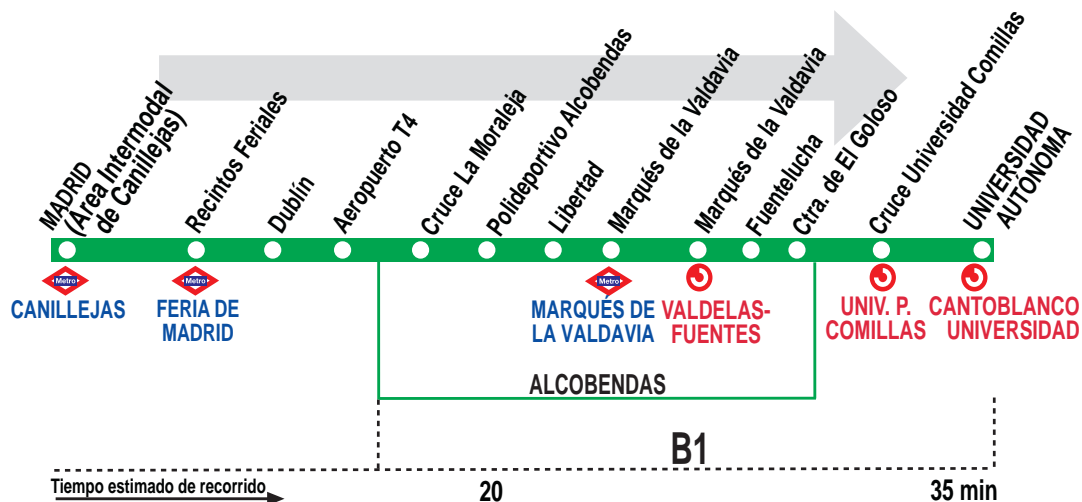 MADRID
(Área Intermodal
de Canillejas)
Recintos Feriales
Dublín
Aeropuerto T4
Cruce La Moraleja
Polideportivo Alcobendas
Libertad
Marqués de la Valdavia
Marqués de la Valdavia
Fuentelucha
Ctra. de El Goloso
Cruce Universidad Comillas
UNIVERSIDAD
AUTONOMA
Metro
CANILLEJAS
Metro
FERIA DE
MADRID
Metro
MARQUÉS DE
LA VALDAVIA
VALDELAS-
FUENTES
UNIV. P.
COMILLAS
CANTOBLANCO
UNIVERSIDAD
ALCOBENDAS
B1
Tiempo estimado de recorrido
20
35 min